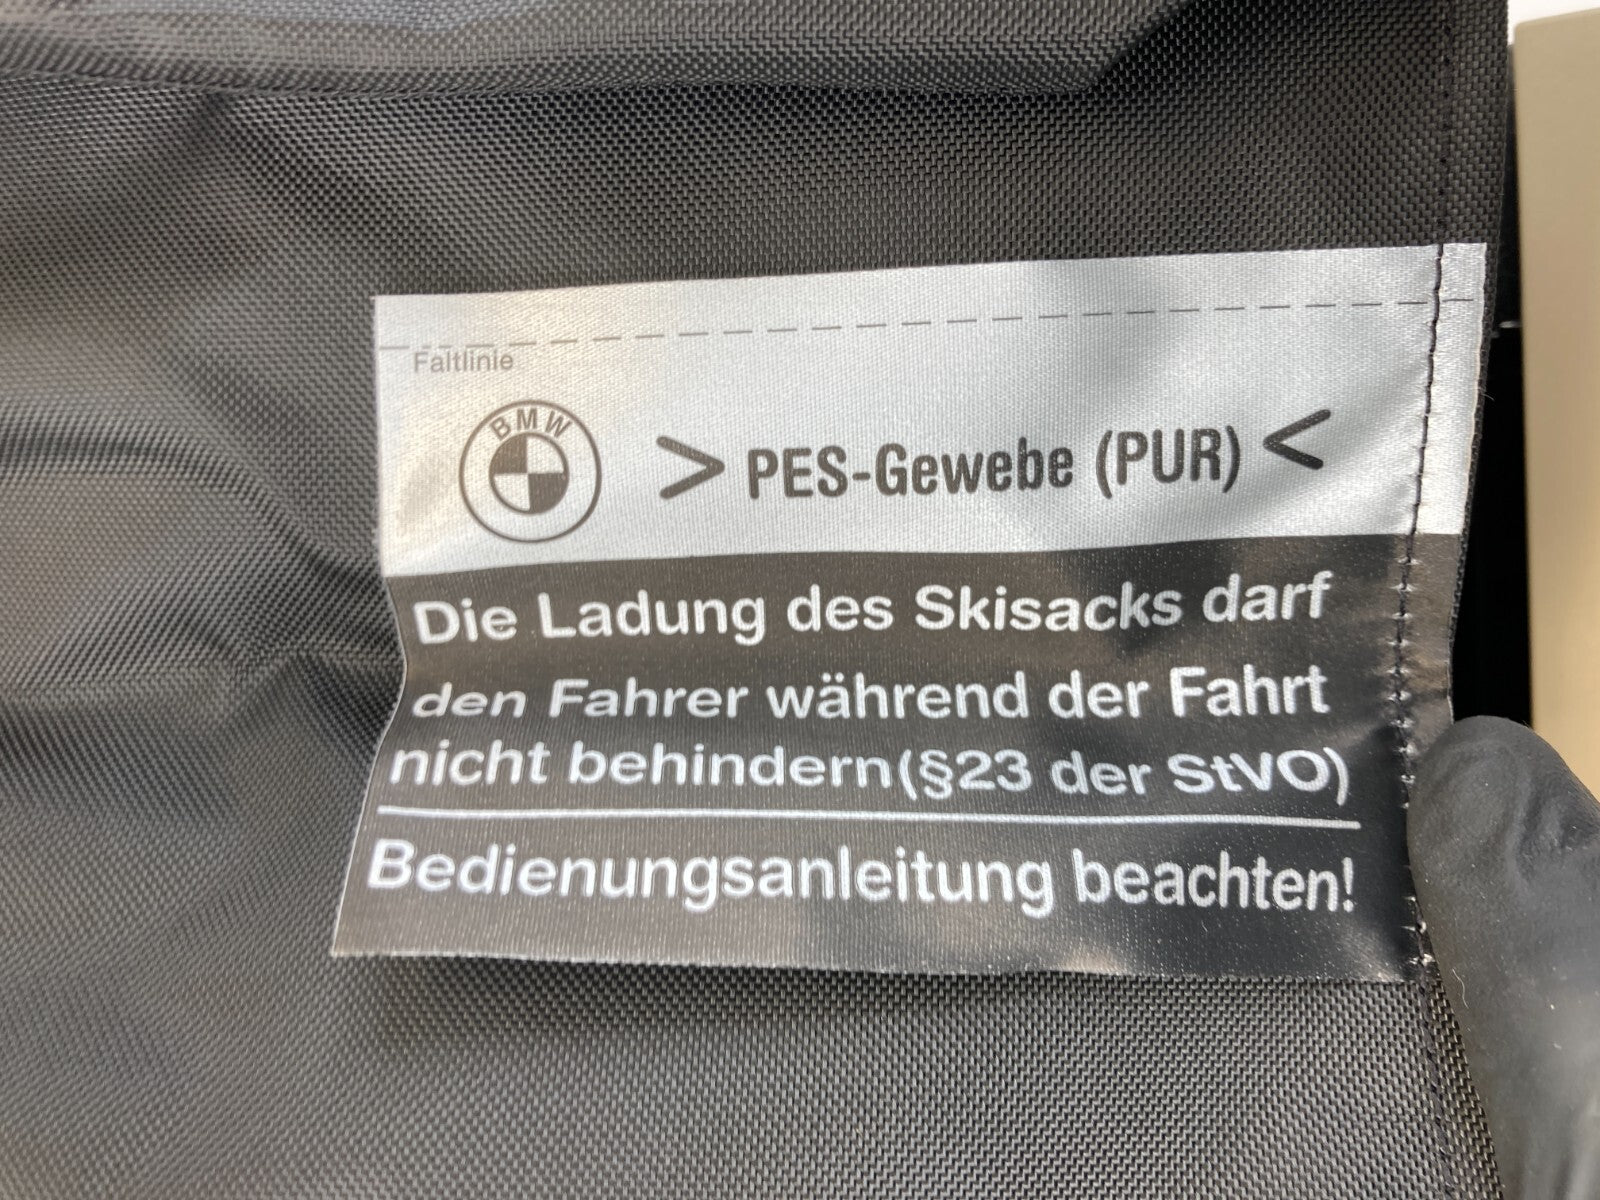 Faltlinie
BMW
> PES-Gewebe (PUR) <
Die Ladung des Skisacks darf
den Fahrer während der Fahrt
nicht behindern(§23 der StVO)
Bedienungsanleitung beachten!